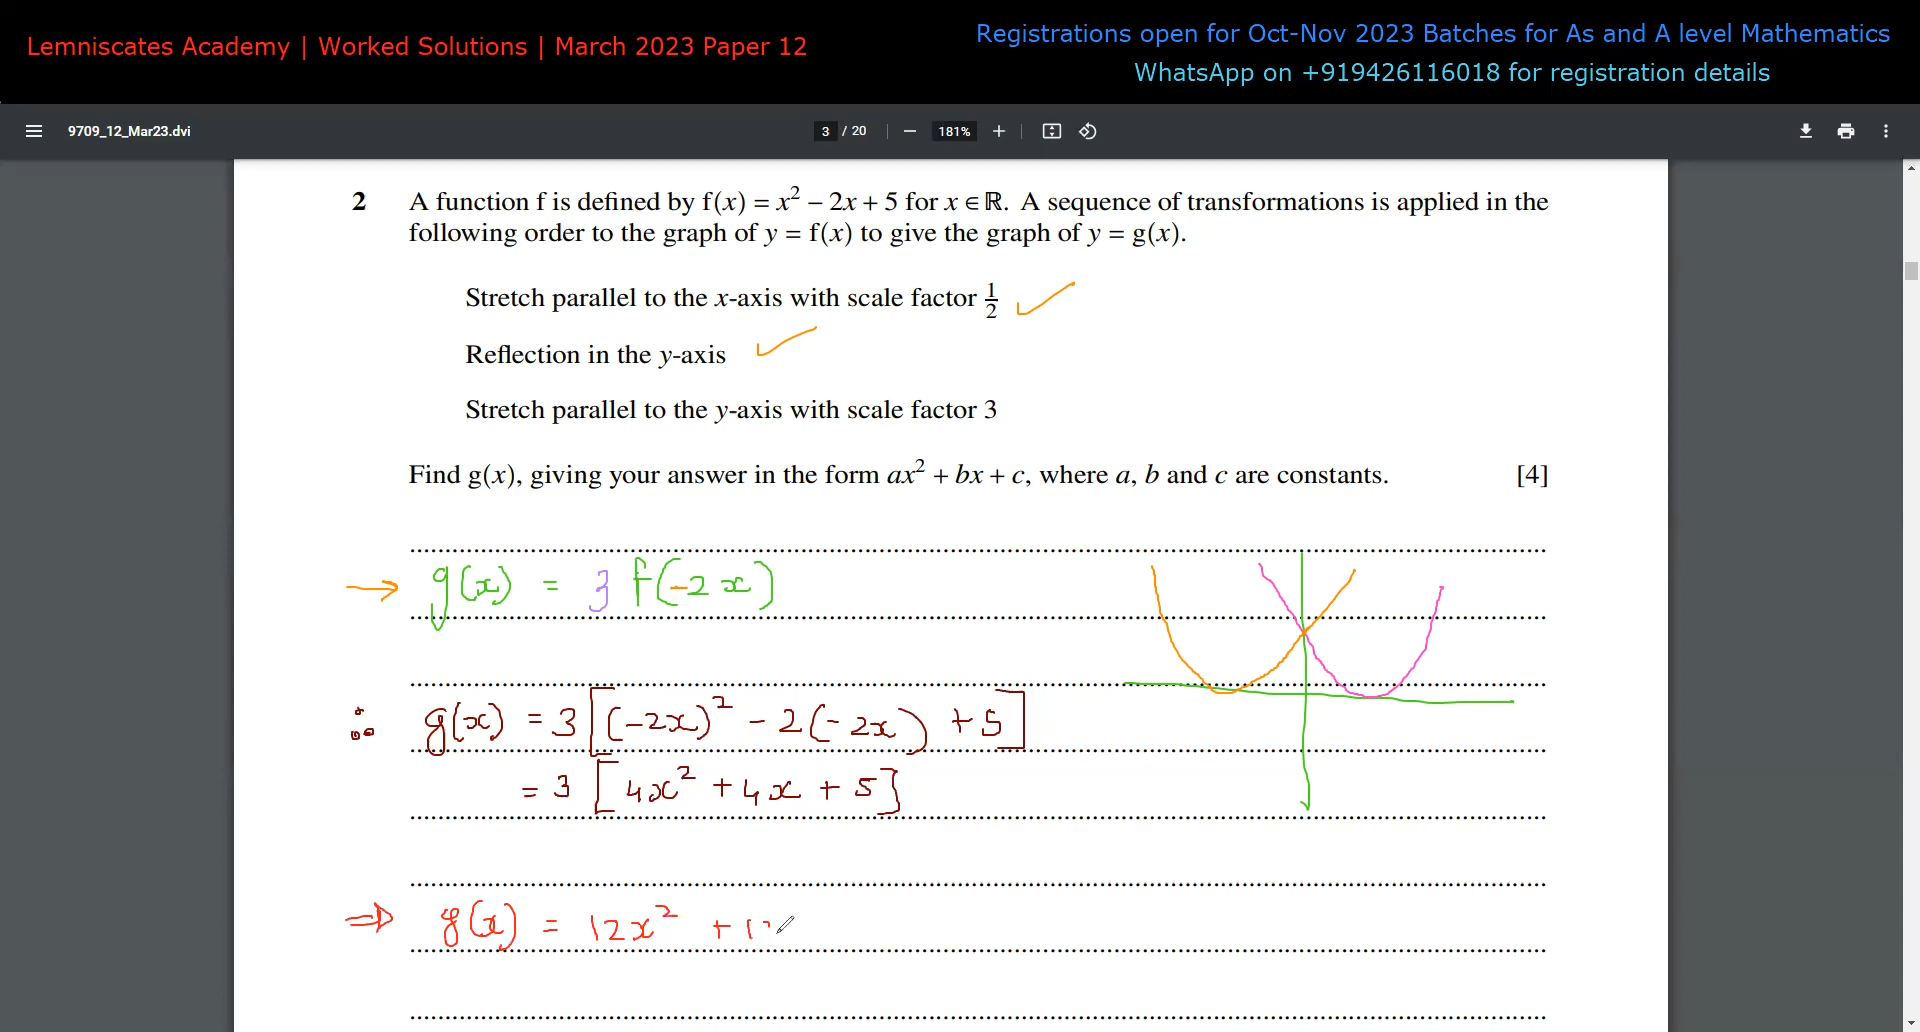 Lemniscates Academy | Worked Solutions | March 2023 Paper 12
Registrations open for Oct-Nov 2023 Batches for As and A level Mathematics
WhatsApp on +919426116018 for registration details
9709_12_Mar23.dvi
3 / 20
181%
2 A function f is defined by f(x) = x² − 2x + 5 for x ∈ ℝ. A sequence of transformations is applied in the
following order to the graph of y = f(x) to give the graph of y = g(x).
Stretch parallel to the x-axis with scale factor 1/2
Reflection in the y-axis
Stretch parallel to the y-axis with scale factor 3
Find g(x), giving your answer in the form ax² + bx + c, where a, b and c are constants. [4]
→ g(x) = 3 f(-2x)
∴ g(x) = 3[(-2x)² - 2(-2x) + 5]
= 3[4x² + 4x + 5]
⇒ g(x) = 12x² + 1